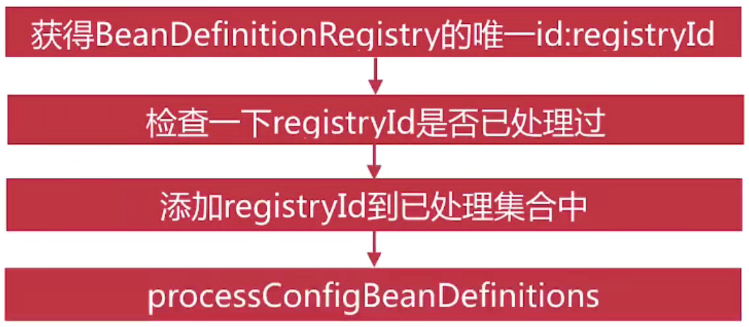 获得BeanDefinitionRegistry的唯一id:registryId
检查一下registryId是否已处理过
添加registryId到已处理集合中
processConfigBeanDefinitions